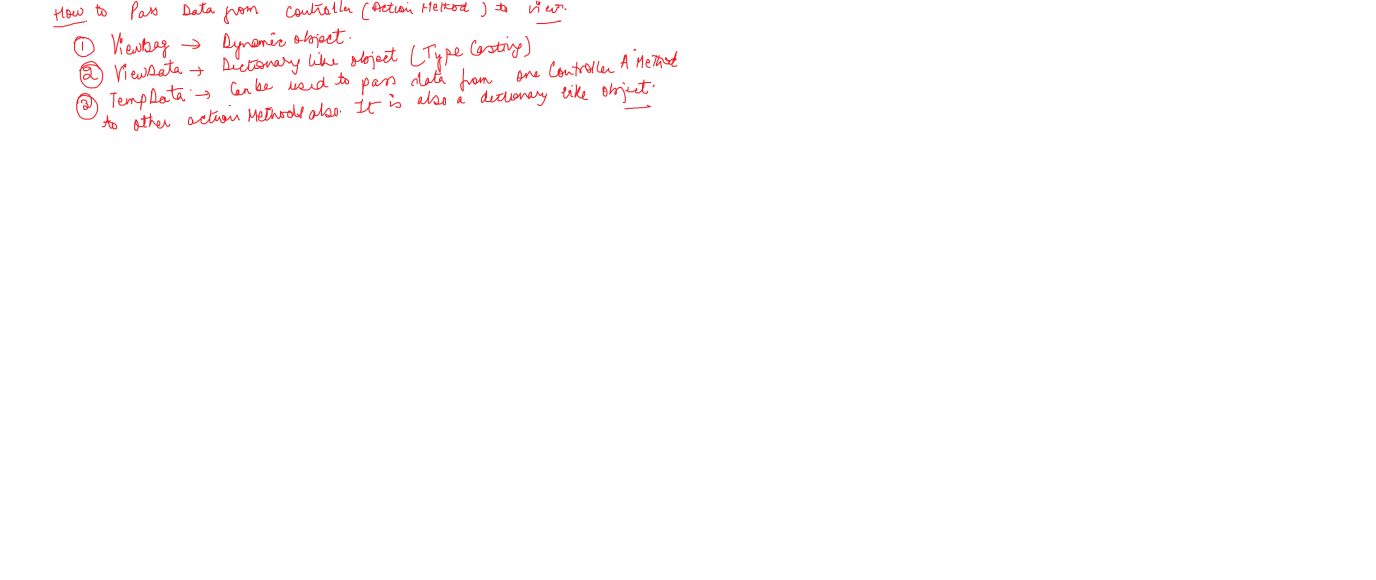 How to Pass Data from Controller (Action Method) to View.
① ViewBag → Dynamic object.
② ViewData → Dictionary like object (Type Casting)
③ TempData → Can be used to pass data from one Controller A Method
to other action Methods also. It is also a dictionary like object.